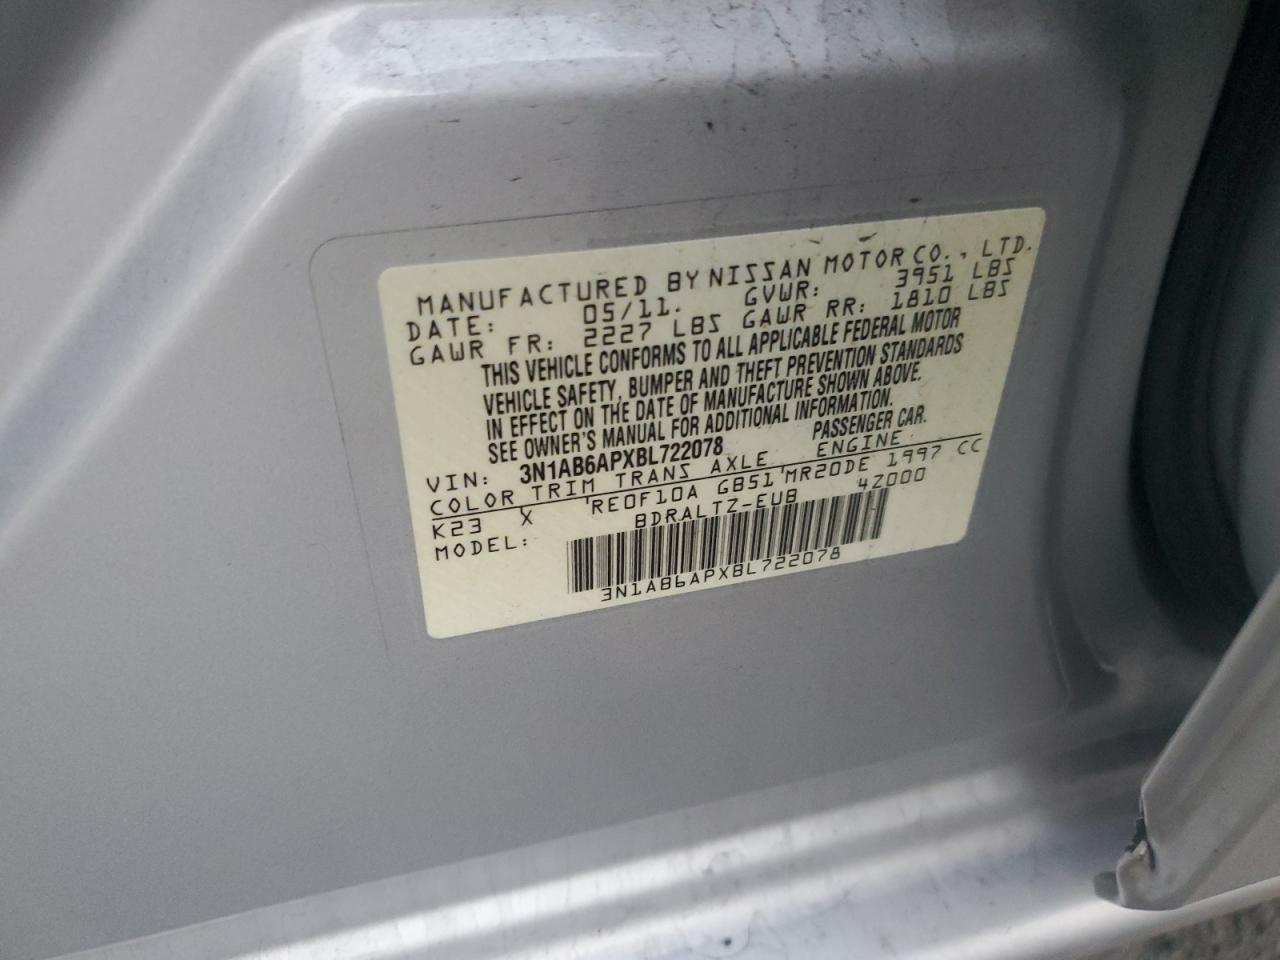 MANUFACTURED BY NISSAN MOTOR CO., LTD.
DATE: 05/11. GVWR: 3951 LBS
GAWR FR: 2227 LBS GAWR RR: 1810 LBS
THIS VEHICLE CONFORMS TO ALL APPLICABLE FEDERAL MOTOR
VEHICLE SAFETY, BUMPER AND THEFT PREVENTION STANDARDS
IN EFFECT ON THE DATE OF MANUFACTURE SHOWN ABOVE.
SEE OWNER'S MANUAL FOR ADDITIONAL INFORMATION.
VIN: 3N1AB6APXBL722078 PASSENGER CAR.
COLOR TRIM TRANS AXLE ENGINE
K23 X RE0F10A GB51 MR20DE 1997 CC
MODEL: BDRALTZ-EUB 4Z000
3N1AB6APXBL722078